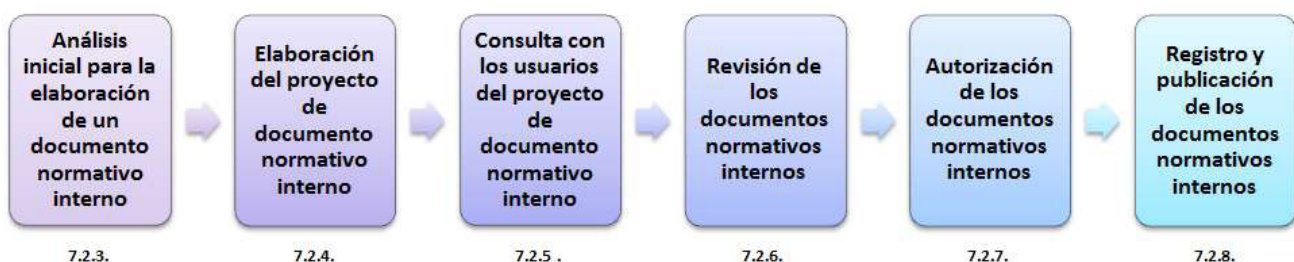 Análisis
inicial para la
elaboración
de un
documento
normativo
interno
Elaboración
del proyecto
de
documento
normativo
interno
Consulta con
los usuarios
del proyecto
de
documento
normativo
interno
Revisión de
los
documentos
normativos
internos
Autorización
de los
documentos
normativos
internos
Registro y
publicación
de los
documentos
normativos
internos
7.2.3.
7.2.4.
7.2.5 .
7.2.6.
7.2.7.
7.2.8.